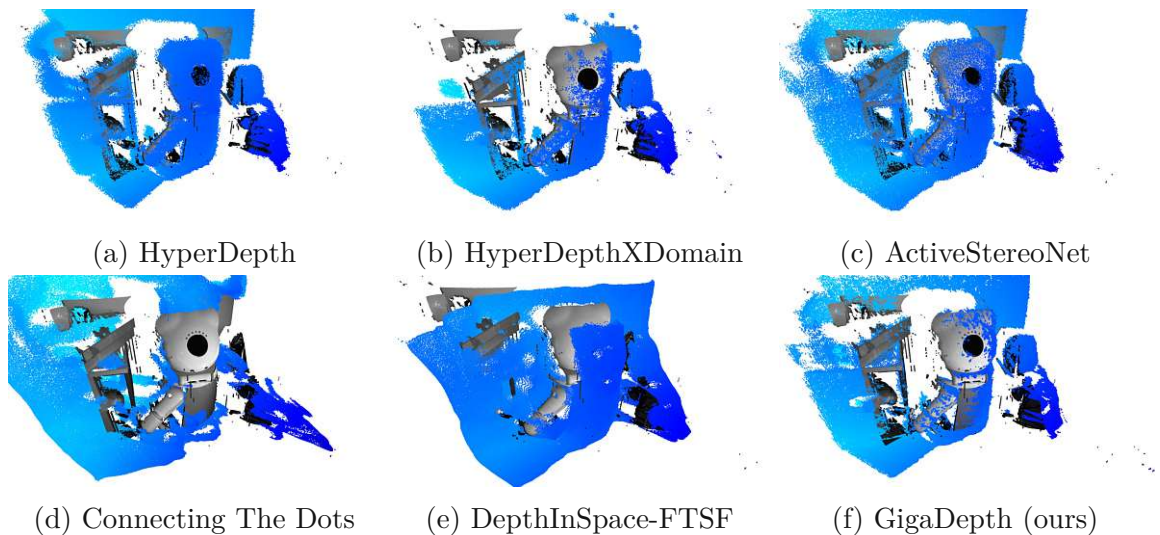 (a) HyperDepth
(b) HyperDepthXDomain
(c) ActiveStereoNet
(d) Connecting The Dots
(e) DepthInSpace-FTSF
(f) GigaDepth (ours)